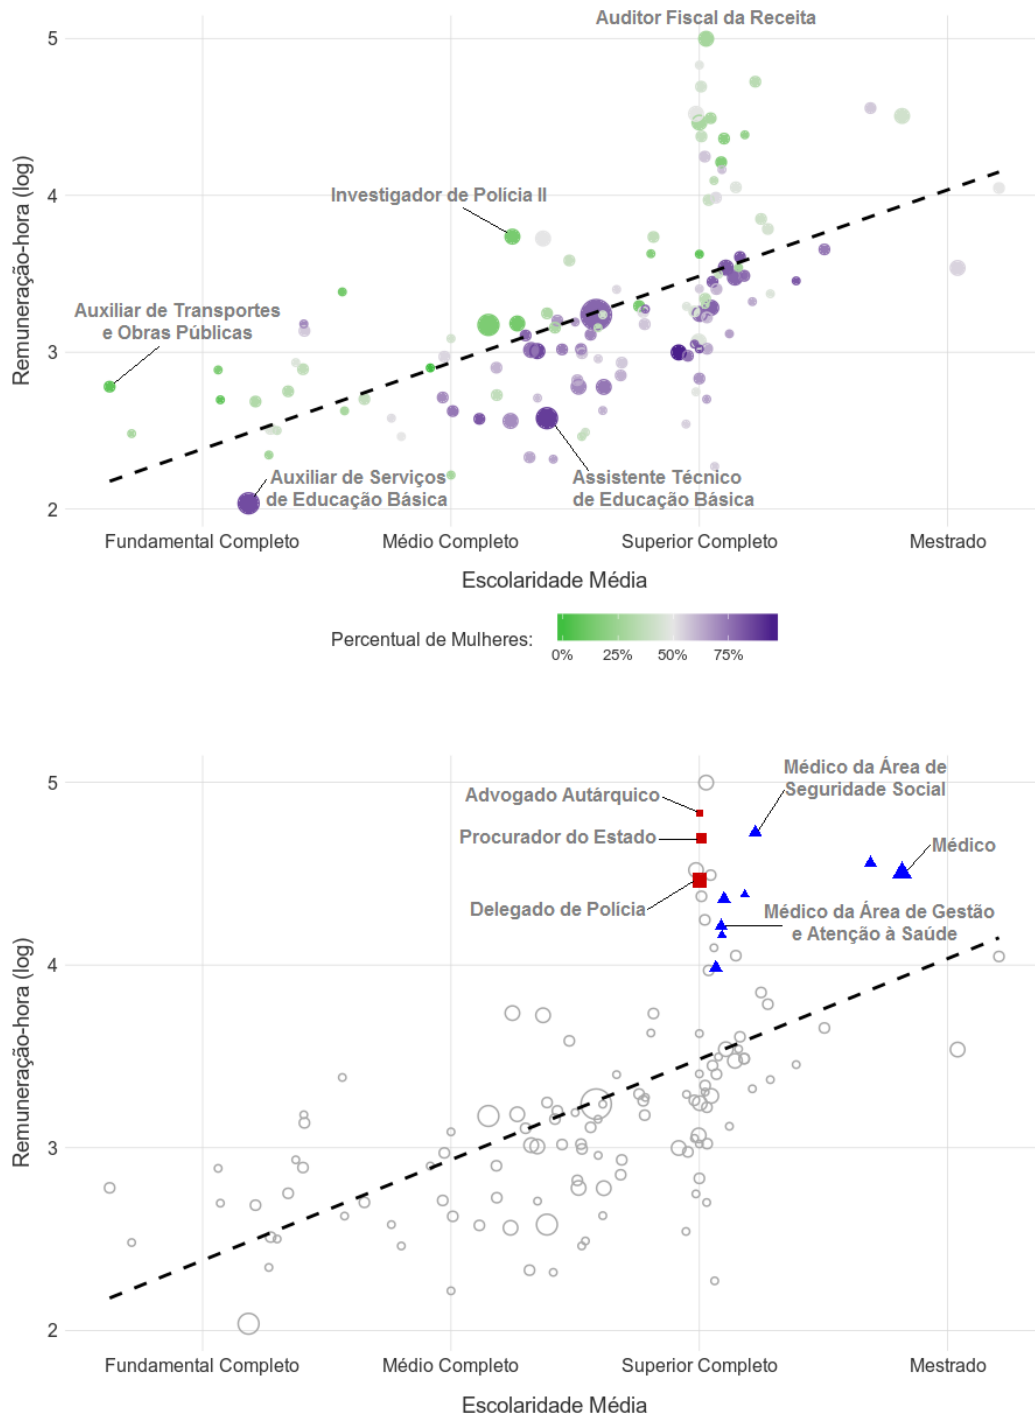 Auditor Fiscal da Receita
5
Investigador de Polícia II
4
Auxiliar de Transportes
e Obras Públicas
3
Auxiliar de Serviços
de Educação Básica
Assistente Técnico
de Educação Básica
2
Remuneração-hora (log)
Fundamental Completo
Médio Completo
Superior Completo
Mestrado
Escolaridade Média
Percentual de Mulheres:
0%
25%
50%
75%
5
Médico da Área de
Seguridade Social
Advogado Autárquico
Procurador do Estado
Médico
Delegado de Polícia
Médico da Área de Gestão
e Atenção à Saúde
4
3
2
Remuneração-hora (log)
Fundamental Completo
Médio Completo
Superior Completo
Mestrado
Escolaridade Média